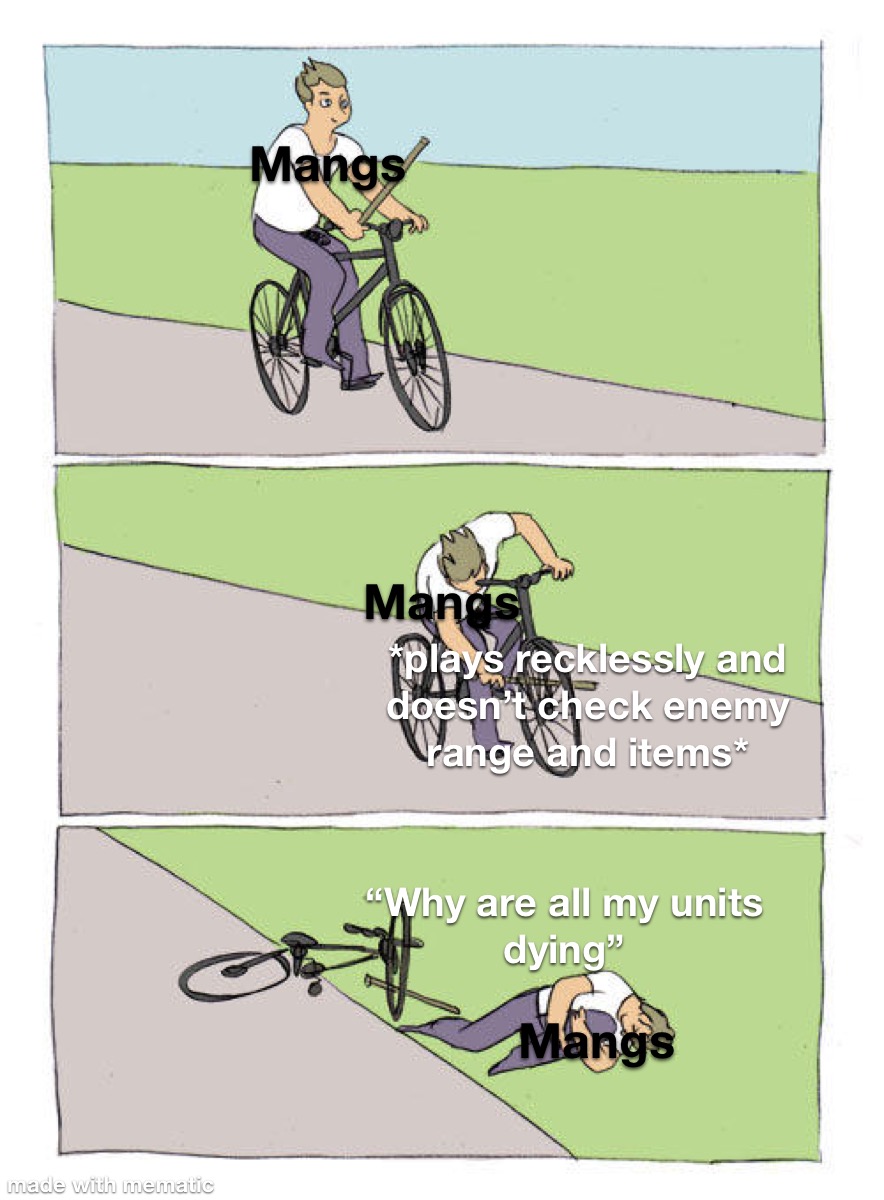 Mangs
Mangs
*plays recklessly and
doesn’t check enemy
range and items*
“Why are all my units
dying”
Mangs
made with mematic